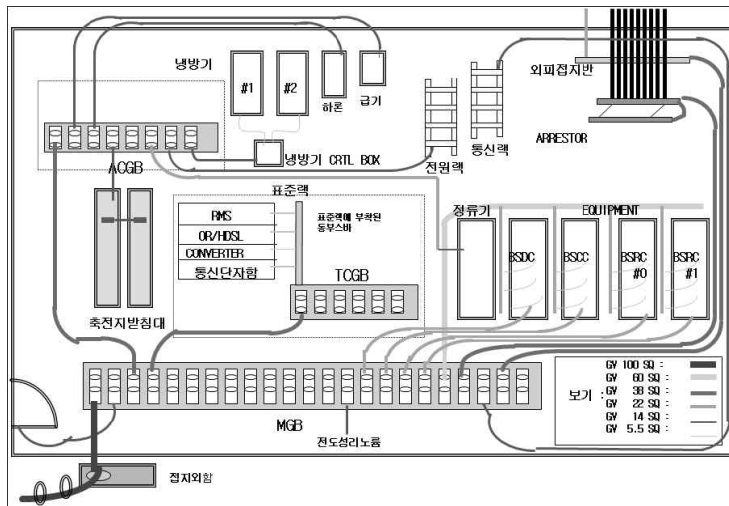 냉방기
#1
#2
하론
급기
외피접지반
ARRESTOR
통신랙
전원랙
냉방기 CRTL BOX
ACGB
표준랙
RMS
OR/HDSL
CONVERTER
통신단자함
표준랙에 부착된
동부스바
TCGB
정류기
EQUIPMENT
BSDC
BSCC
BSRC
#0
BSRC
#1
축전지받침대
MGB
전도성리노륨
접지외함
보기 :
GV 100 SQ :
GV 60 SQ :
GV 38 SQ :
GV 22 SQ :
GV 14 SQ :
GV 5.5 SQ :